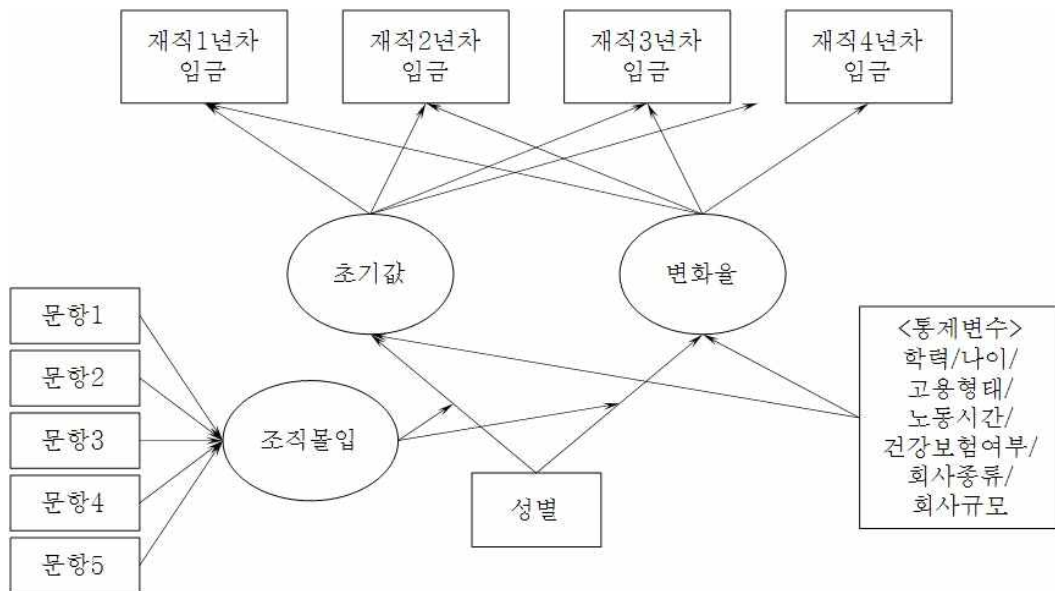 재직1년차
임금
재직2년차
임금
재직3년차
임금
재직4년차
임금
초기값
변화율
문항1
문항2
문항3
문항4
문항5
조직몰입
성별
<통제변수>
학력/나이/
고용형태/
노동시간/
건강보험여부/
회사종류/
회사규모